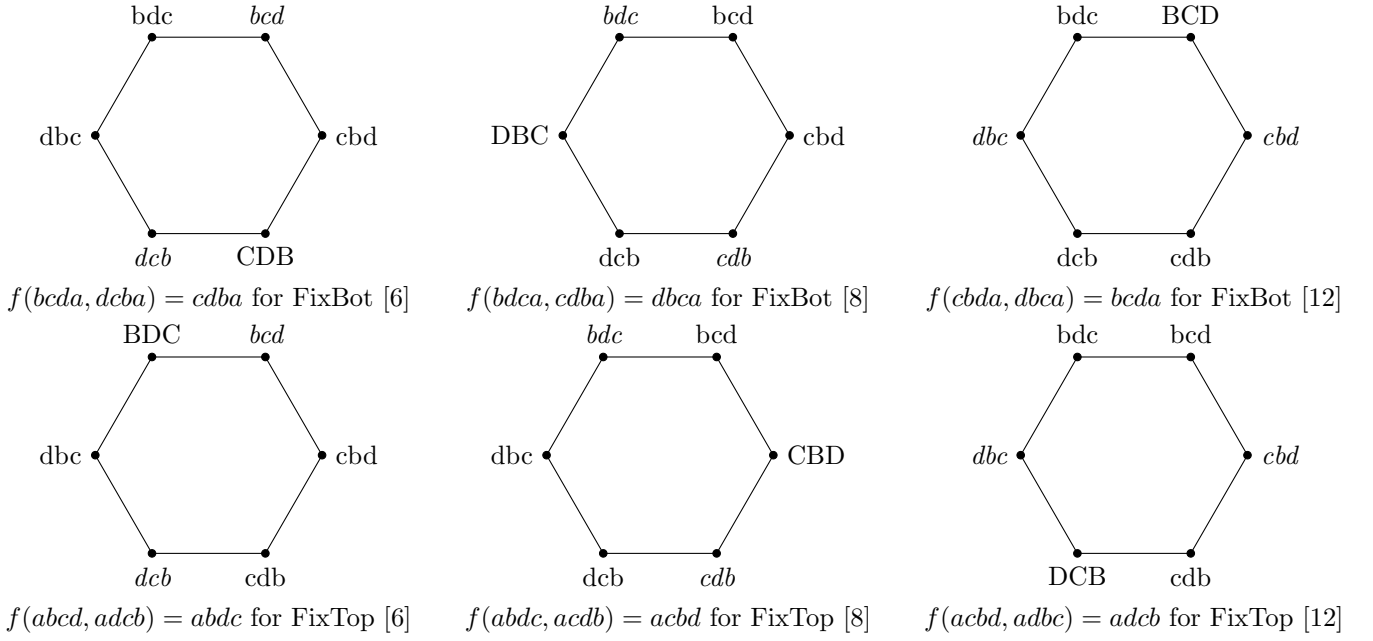 bdc bcd
dbc cbd
dcb CDB
f(bcda, dcba) = cdba for FixBot [6]
bdc bcd
DBC cbd
dcb cdb
f(bdca, cdba) = dbca for FixBot [8]
bdc BCD
dbc cbd
dcb cdb
f(cbda, dbca) = bcda for FixBot [12]
BDC bcd
dbc cbd
dcb cdb
f(abcd, adcb) = abdc for FixTop [6]
bdc bcd
dbc CBD
dcb cdb
f(abdc, acdb) = acbd for FixTop [8]
bdc bcd
dbc cbd
DCB cdb
f(acbd, adbc) = adcb for FixTop [12]